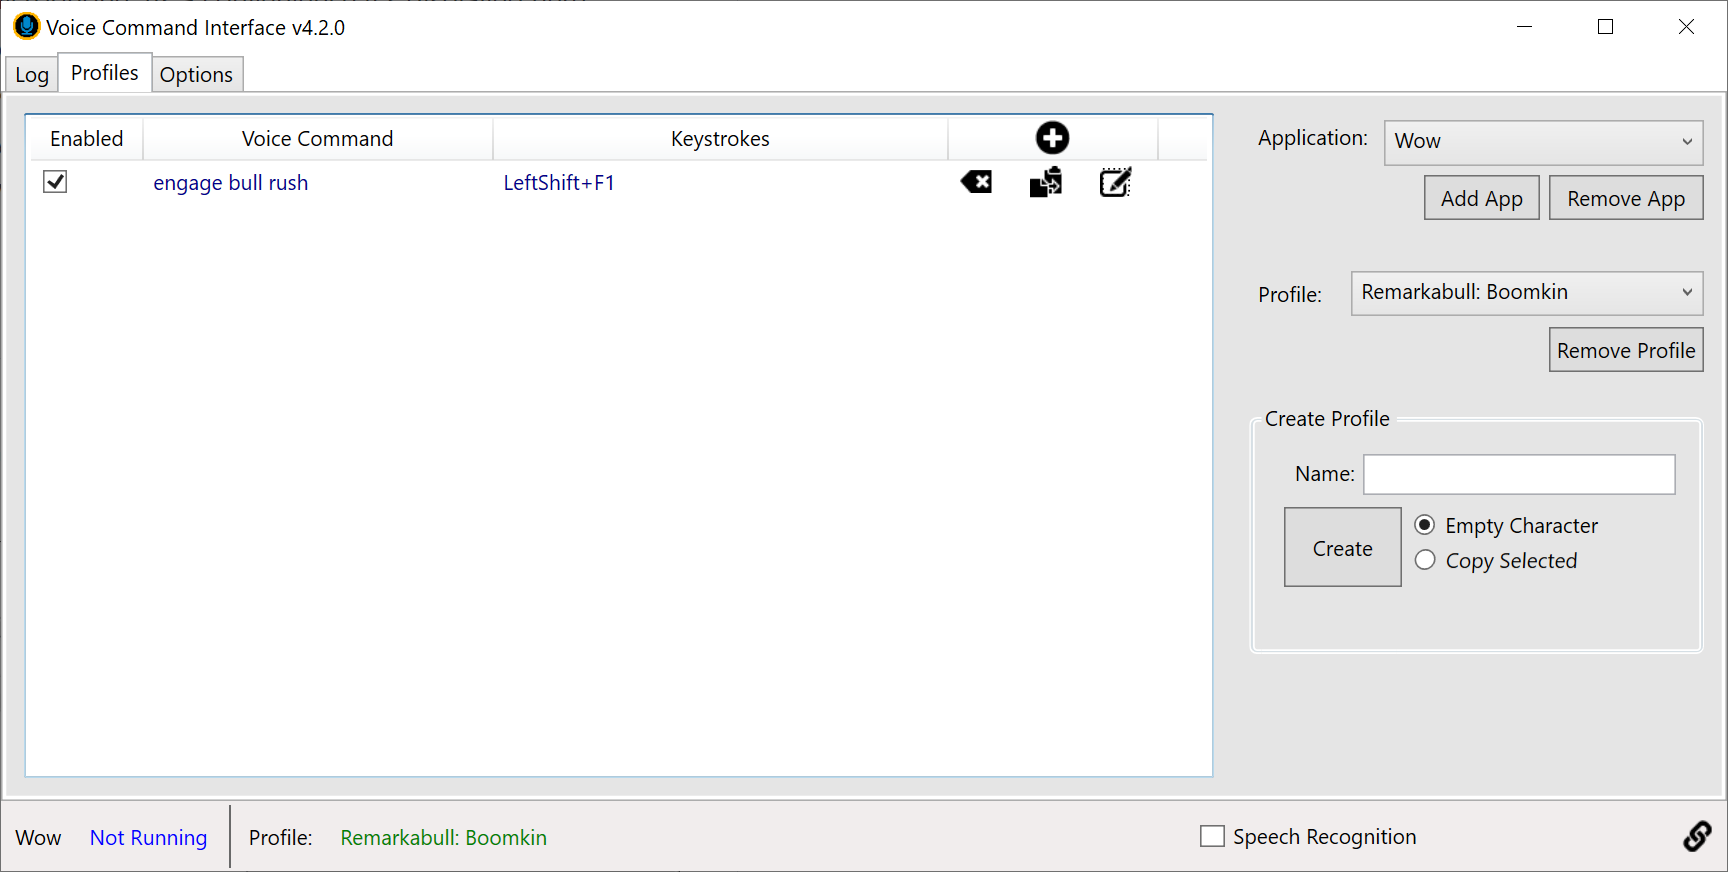 Voice Command Interface v4.2.0
Log Profiles Options
Enabled Voice Command Keystrokes
engage bull rush LeftShift+F1
Application: Wow
Add App Remove App
Profile: Remarkabull: Boomkin
Remove Profile
Create Profile
Name:
Create
Empty Character
Copy Selected
Wow Not Running Profile: Remarkabull: Boomkin Speech Recognition